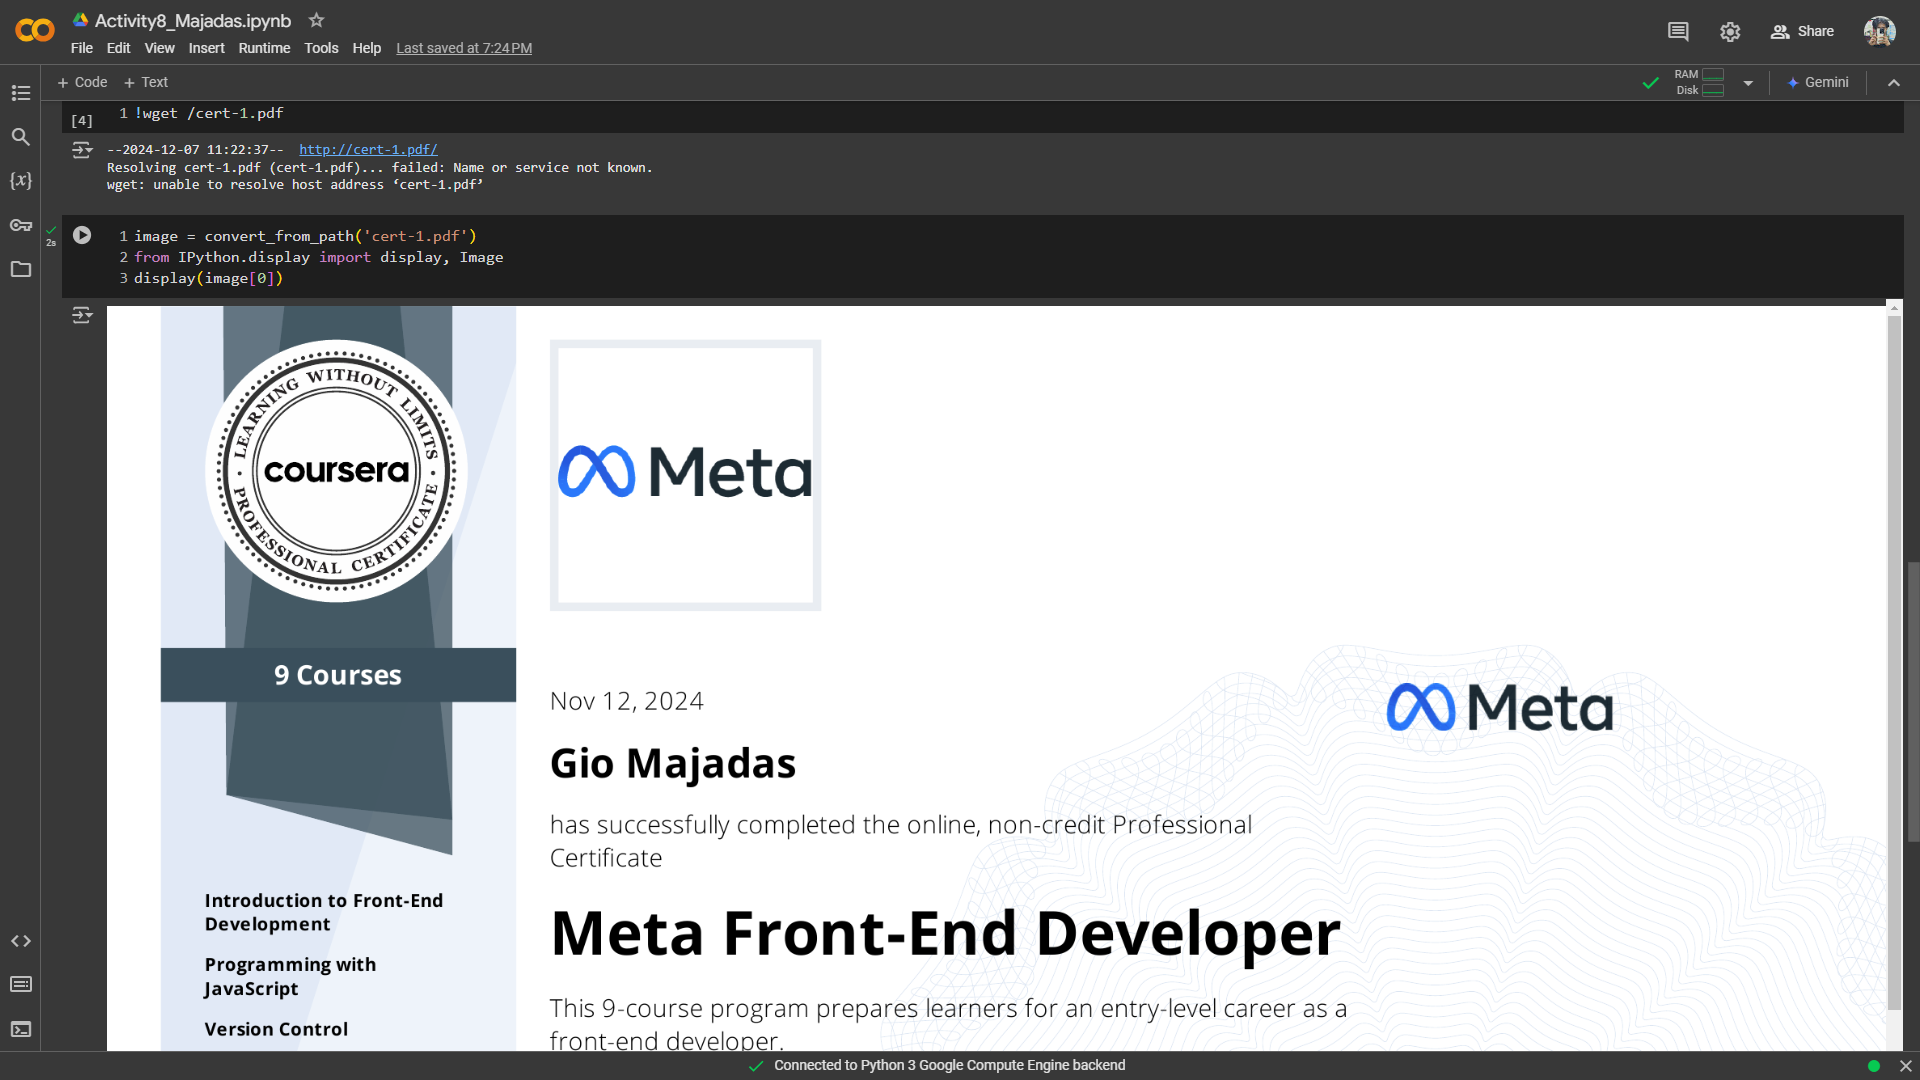 Activity8_Majadas.ipynb
File Edit View Insert Runtime Tools Help Last saved at 7:24 PM
Share
+ Code + Text
RAM
Disk
Gemini
[4]
1 !wget /cert-1.pdf
--2024-12-07 11:22:37-- http://cert-1.pdf/
Resolving cert-1.pdf (cert-1.pdf)... failed: Name or service not known.
wget: unable to resolve host address ‘cert-1.pdf’
2s
1 image = convert_from_path('cert-1.pdf')
2 from IPython.display import display, Image
3 display(image[0])
LEARNING WITHOUT LIMITS
coursera
PROFESSIONAL CERTIFICATE
9 Courses
Introduction to Front-End
Development
Programming with
JavaScript
Version Control
Meta
Nov 12, 2024
Gio Majadas
has successfully completed the online, non-credit Professional
Certificate
Meta Front-End Developer
This 9-course program prepares learners for an entry-level career as a
front-end developer.
Meta
{x}
Connected to Python 3 Google Compute Engine backend